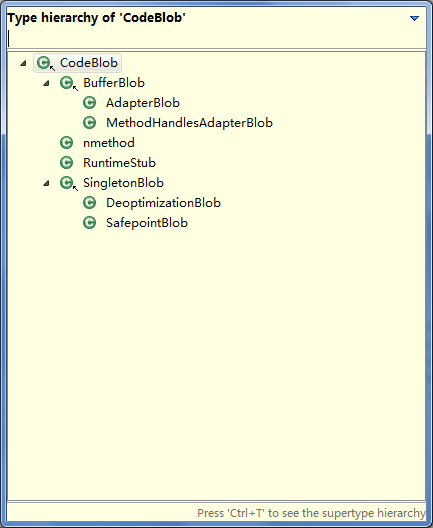 Type hierarchy of 'CodeBlob'
CodeBlob
BufferBlob
AdapterBlob
MethodHandlesAdapterBlob
nmethod
RuntimeStub
SingletonBlob
DeoptimizationBlob
SafepointBlob
Press 'Ctrl+T' to see the supertype hierarchy